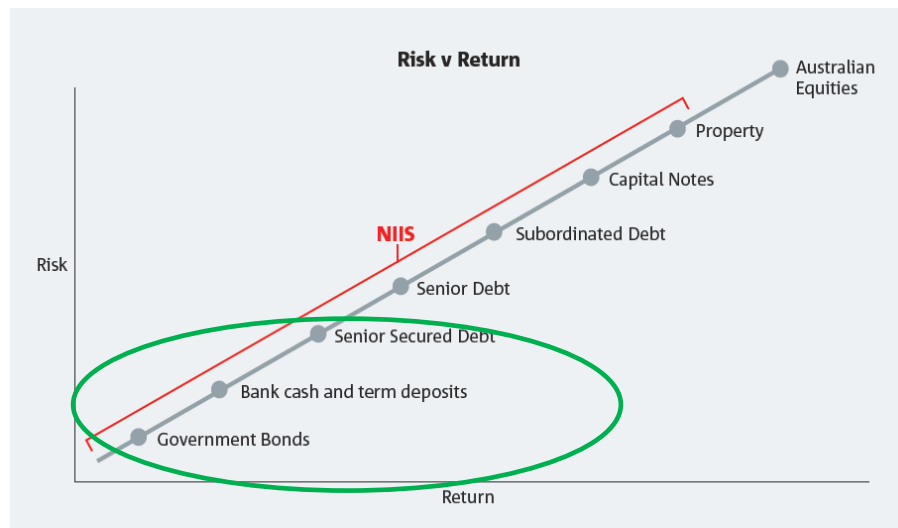 Risk v Return
Australian
Equities
Property
Capital Notes
NIIS
Subordinated Debt
Risk
Senior Debt
Senior Secured Debt
Bank cash and term deposits
Government Bonds
Return